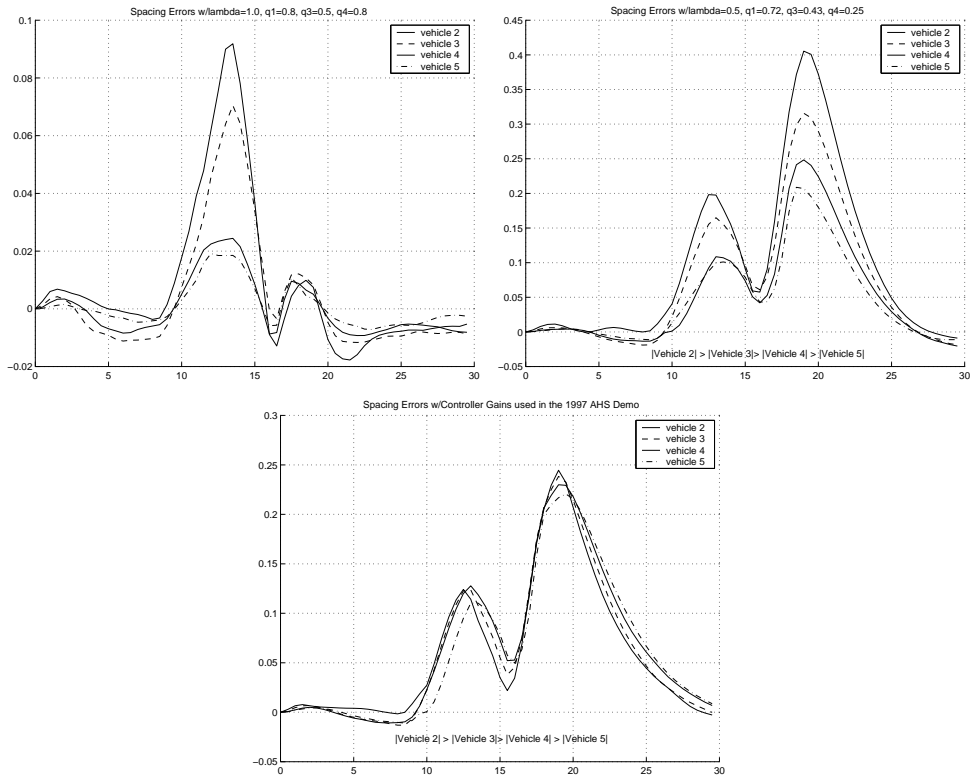 Spacing Errors w/lambda=1.0, q1=0.8, q3=0.5, q4=0.8
0.1
0.08
0.06
0.04
0.02
0
−0.02
0 5 10 15 20 25 30
vehicle 2
vehicle 3
vehicle 4
vehicle 5
Spacing Errors w/lambda=0.5, q1=0.72, q3=0.43, q4=0.25
0.45
0.4
0.35
0.3
0.25
0.2
0.15
0.1
0.05
0
−0.05
0 5 10 15 20 25 30
vehicle 2
vehicle 3
vehicle 4
vehicle 5
|Vehicle 2| > |Vehicle 3|> |Vehicle 4| > |Vehicle 5|
Spacing Errors w/Controller Gains used in the 1997 AHS Demo
0.3
0.25
0.2
0.15
0.1
0.05
0
−0.05
0 5 10 15 20 25 30
vehicle 2
vehicle 3
vehicle 4
vehicle 5
|Vehicle 2| > |Vehicle 3|> |Vehicle 4| > |Vehicle 5|